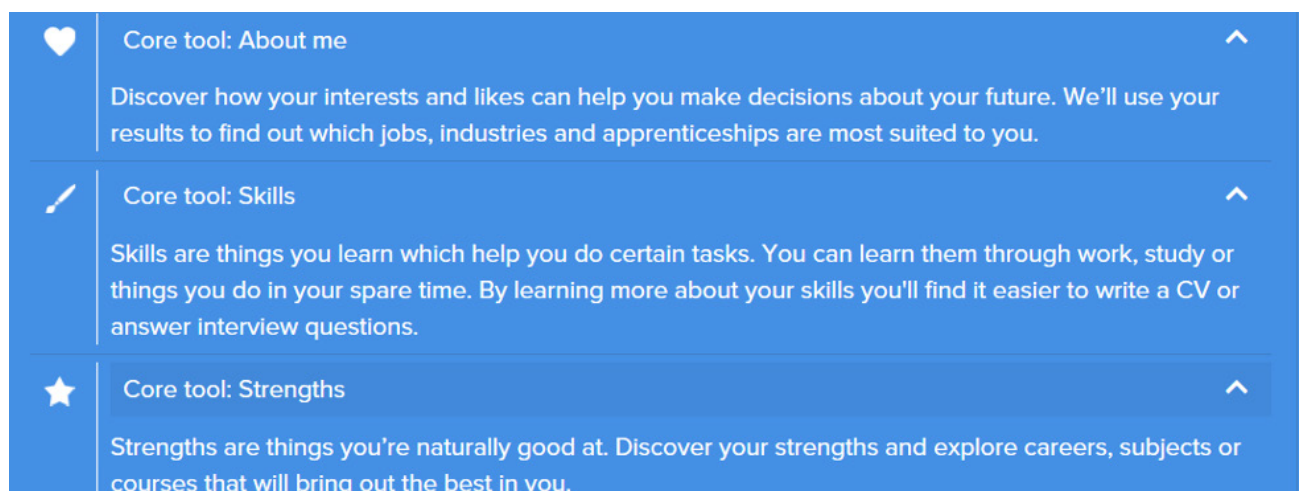 Core tool: About me
Discover how your interests and likes can help you make decisions about your future. We’ll use your
results to find out which jobs, industries and apprenticeships are most suited to you.
Core tool: Skills
Skills are things you learn which help you do certain tasks. You can learn them through work, study or
things you do in your spare time. By learning more about your skills you'll find it easier to write a CV or
answer interview questions.
Core tool: Strengths
Strengths are things you’re naturally good at. Discover your strengths and explore careers, subjects or
courses that will bring out the best in you.